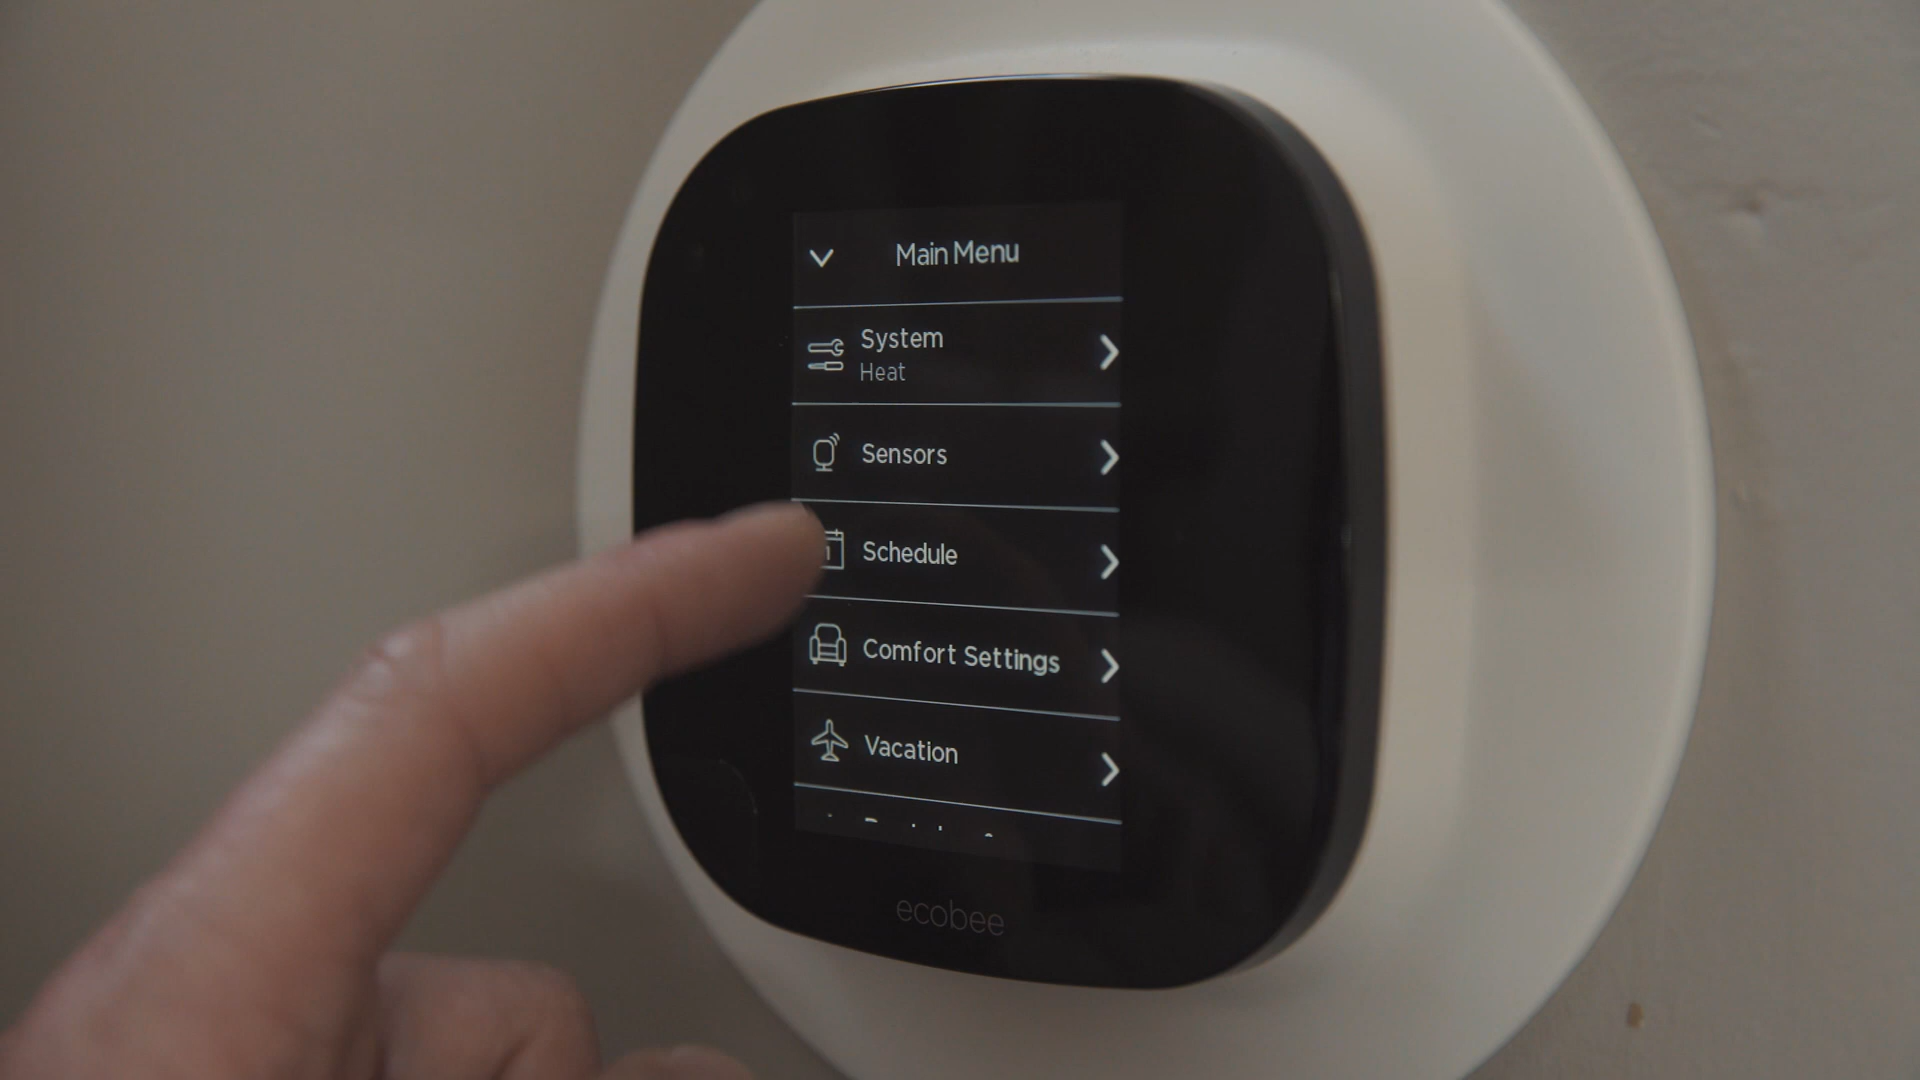 Main Menu
System
Heat
Sensors
Schedule
Comfort Settings
Vacation
ecobee